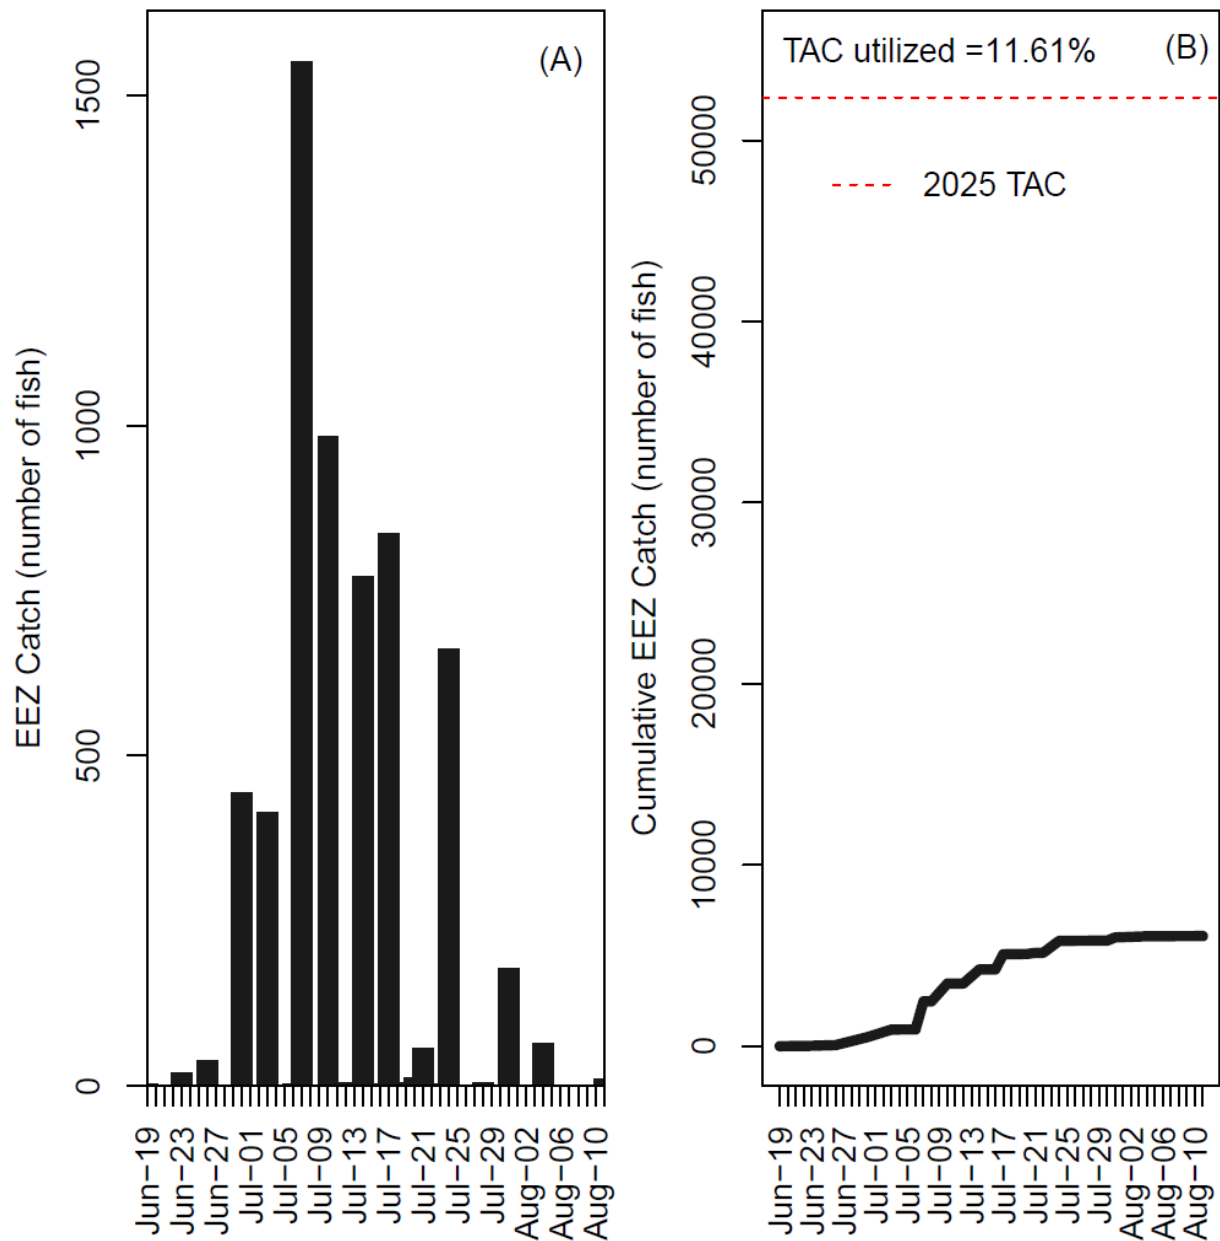 EEZ Catch (number of fish)
1500
1000
500
0
(A)
Jun−19
Jun−23
Jun−27
Jul−01
Jul−05
Jul−09
Jul−13
Jul−17
Jul−21
Jul−25
Jul−29
Aug−02
Aug−06
Aug−10
Cumulative EEZ Catch (number of fish)
50000
40000
30000
20000
10000
0
TAC utilized =11.61%
(B)
2025 TAC
Jun−19
Jun−23
Jun−27
Jul−01
Jul−05
Jul−09
Jul−13
Jul−17
Jul−21
Jul−25
Jul−29
Aug−02
Aug−06
Aug−10